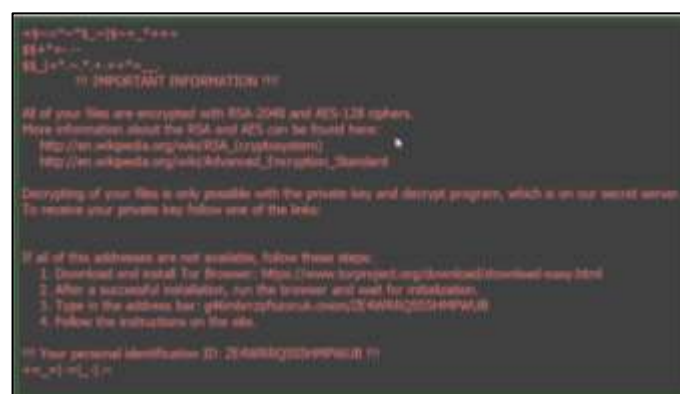 !!! IMPORTANT INFORMATION !!!
All of your files are encrypted with RSA-2048 and AES-128 ciphers.
More information about the RSA and AES can be found here:
http://en.wikipedia.org/wiki/RSA_(cryptosystem)
http://en.wikipedia.org/wiki/Advanced_Encryption_Standard
Decrypting of your files is only possible with the private key and decrypt program, which is on our secret server
To receive your private key follow one of the links:
If all of this addresses are not available, follow these steps:
1. Download and install Tor Browser: https://www.torproject.org/download/download-easy.html
2. After a successful installation, run the browser and wait for initialization.
3. Type in the address bar:
4. Follow the instructions on the site.
!!! Your personal identification ID: !!!